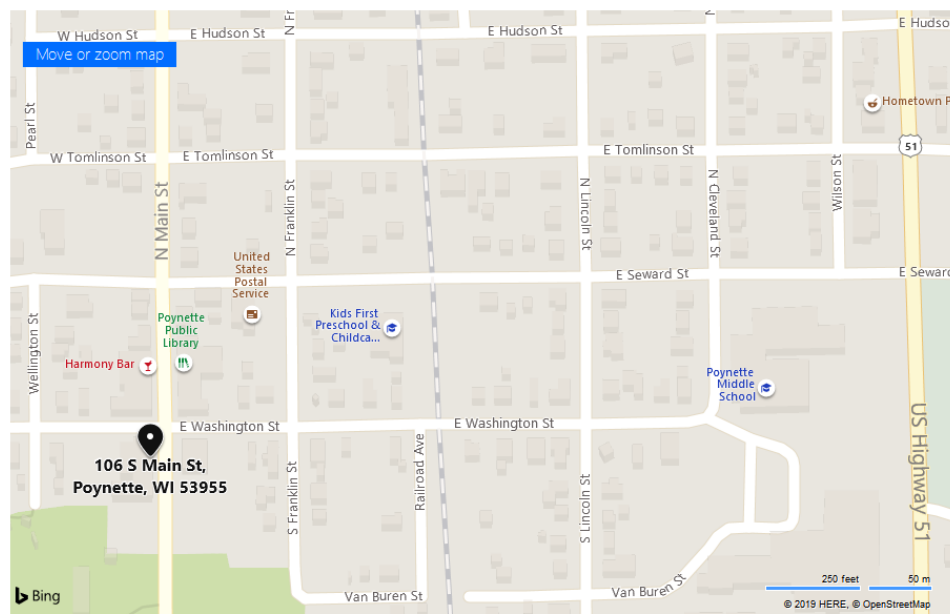 N Fr
N
W Hudson St
E Hudson St
E Hudson St
E Hudso
Move or zoom map
Pearl St
Hometown P
W Tomlinson St
E Tomlinson St
E Tomlinson St
51
N Main St
N Franklin St
N Lincoln St
N Cleveland St
Wilson St
United
States
Postal
Service
E Seward St
E Seward
Wellington St
Poynette
Public
Library
Kids First
Preschool &
Childca...
Harmony Bar
Poynette
Middle
School
E Washington St
E Washington St
106 S Main St,
Poynette, WI 53955
S Franklin St
Railroad Ave
S Lincoln St
US Highway 51
Van Buren St
Van Buren St
250 feet
50 m
Bing
© 2019 HERE, © OpenStreetMap